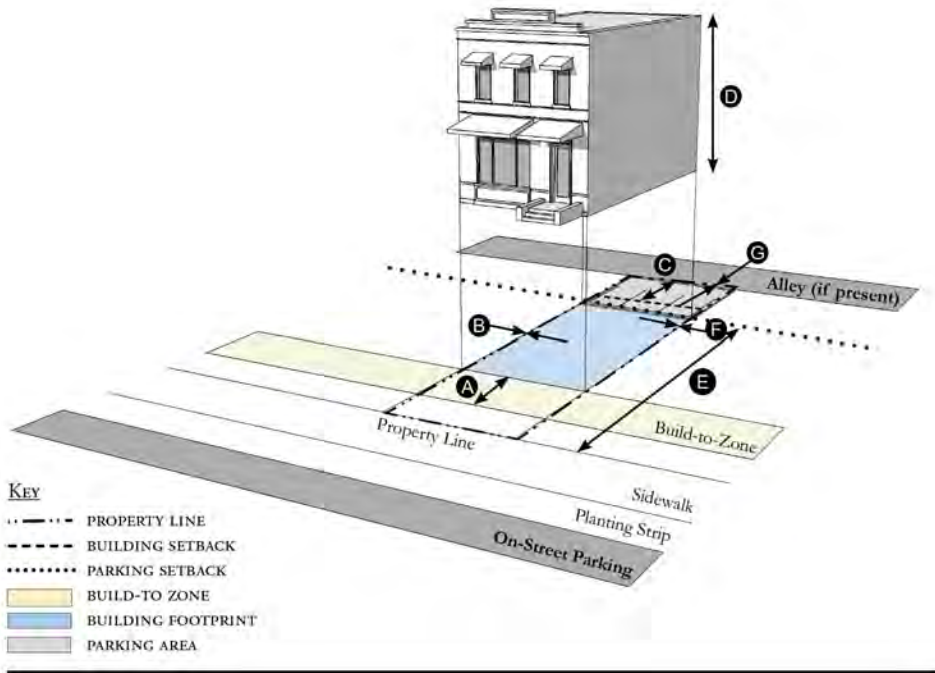 D
G
C
Alley (if present)
B
F
A
E
Property Line
Build-to-Zone
Sidewalk
Planting Strip
On-Street Parking
KEY
PROPERTY LINE
BUILDING SETBACK
PARKING SETBACK
BUILD-TO ZONE
BUILDING FOOTPRINT
PARKING AREA